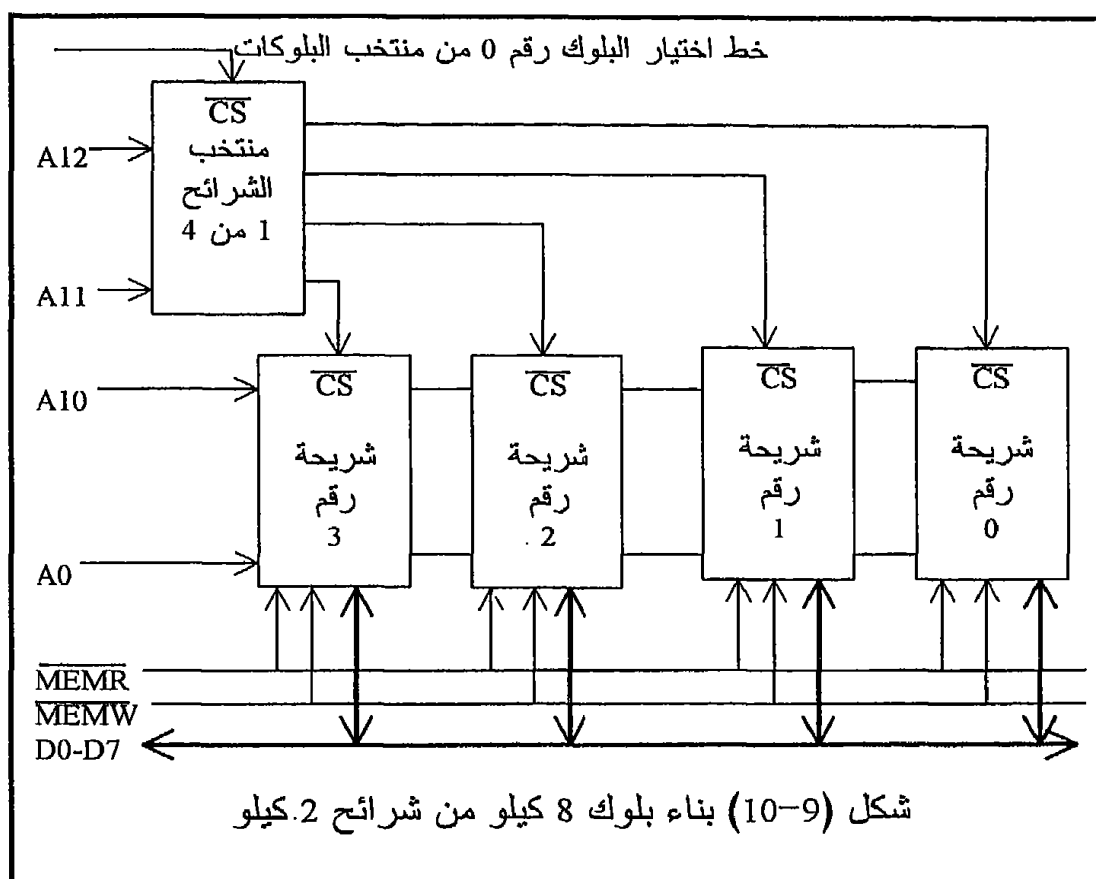 خط اختيار البلوك رقم 0 من منتخب البلوكات
CS
منتخب
الشرائح
1 من 4
A12
A11
A10
A0
CS
شريحة
رقم
3
CS
شريحة
رقم
2
CS
شريحة
رقم
1
CS
شريحة
رقم
0
MEMR
MEMW
D0-D7
شكل (9-10) بناء بلوك 8 كيلو من شرائح 2.كيلو